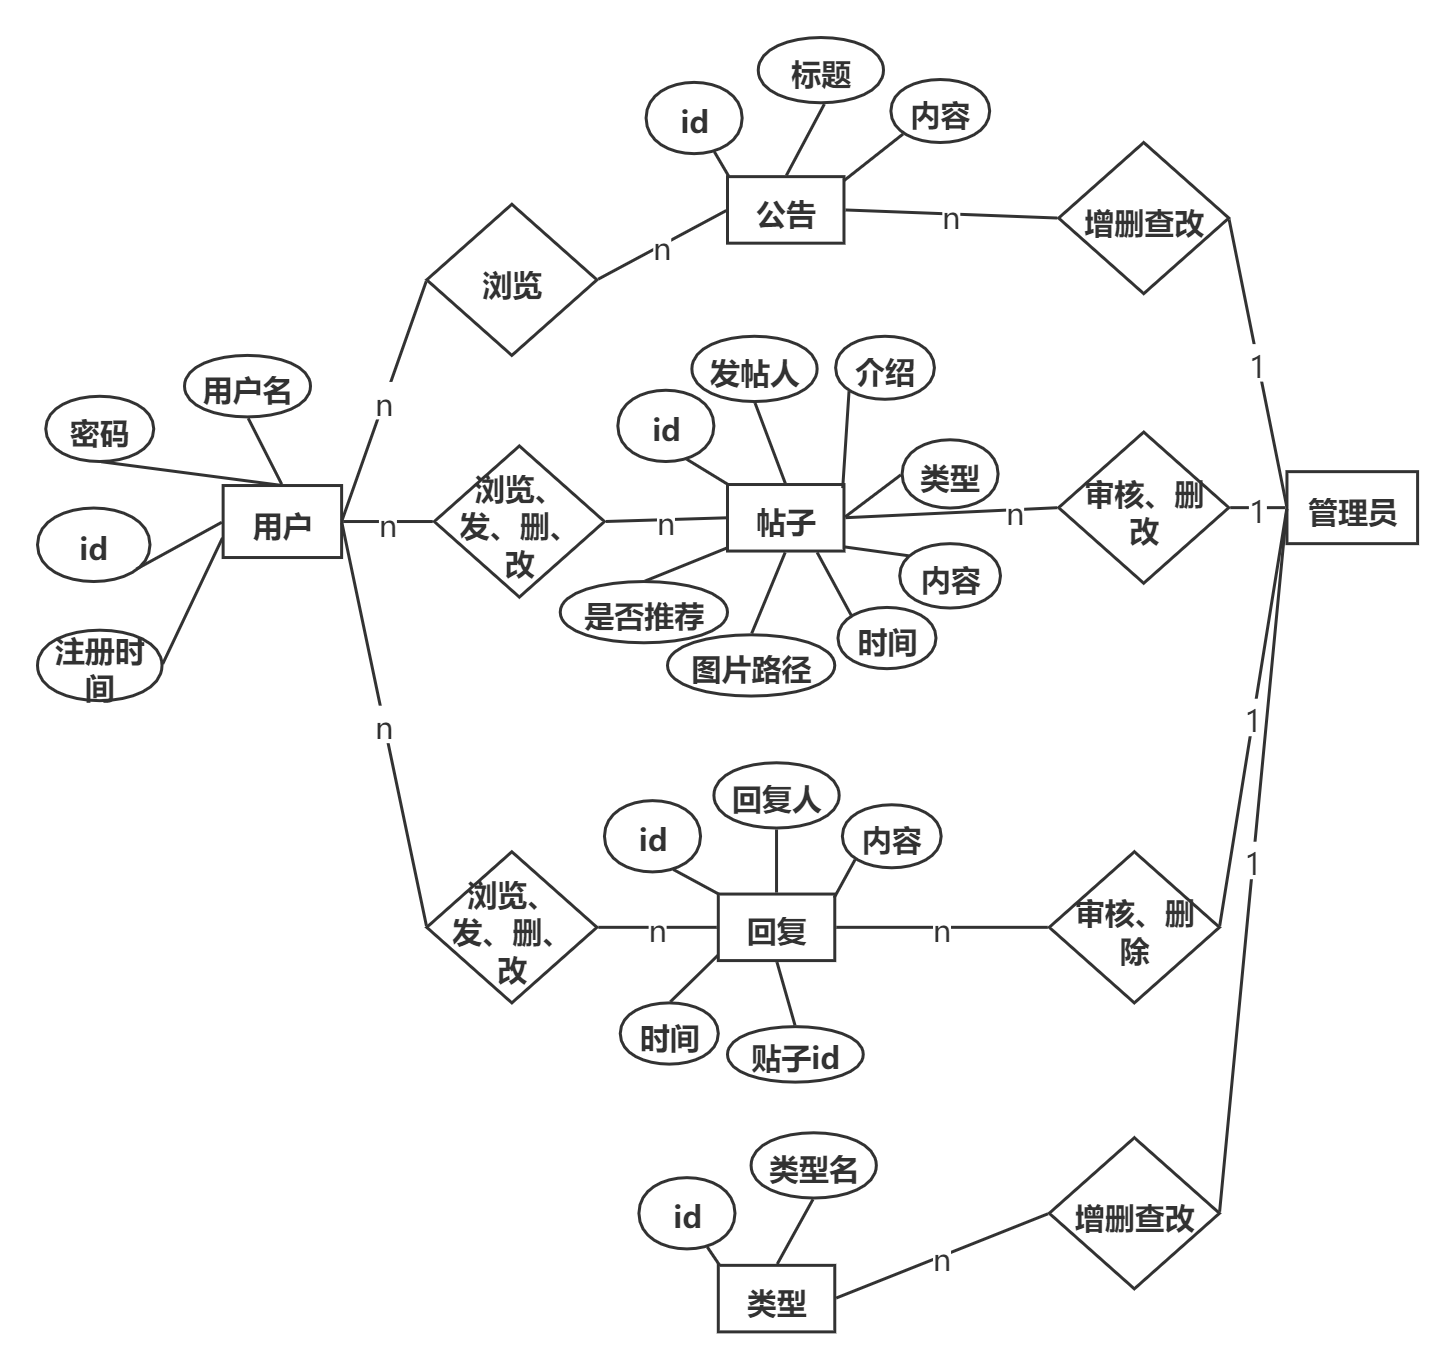 标题
id
内容
公告
n
n
增删查改
浏览
1
发帖人
介绍
用户名
n
密码
id
类型
浏览、
发、删、
改
审核、删
改
用户
n
n
帖子
n
1
管理员
id
内容
是否推荐
时间
注册时
间
图片路径
n
1
回复人
id
内容
1
浏览、
发、删、
改
n
回复
n
审核、删
除
时间
贴子id
类型名
id
增删查改
n
类型